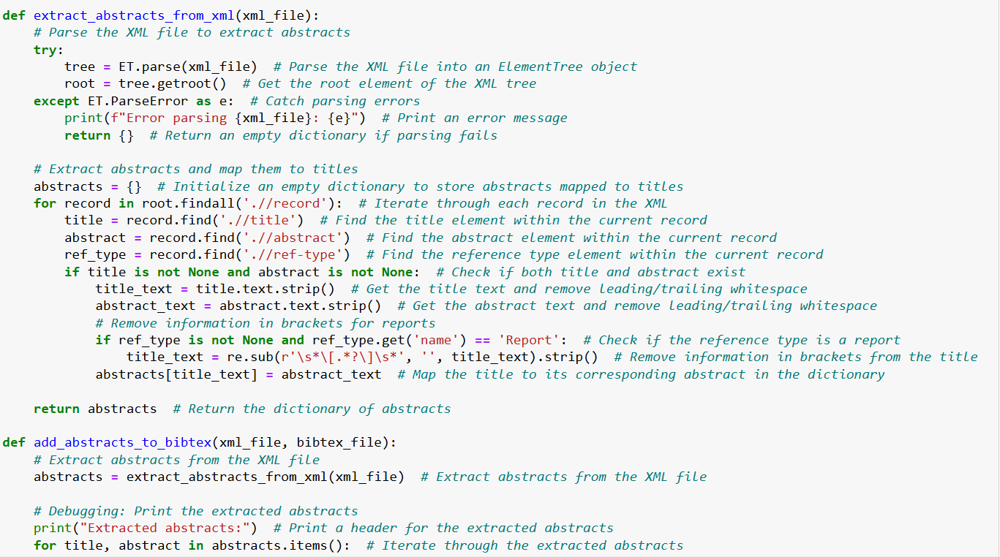 def extract_abstracts_from_xml(xml_file):
    # Parse the XML file to extract abstracts
    try:
        tree = ET.parse(xml_file)  # Parse the XML file into an ElementTree object
        root = tree.getroot()  # Get the root element of the XML tree
    except ET.ParseError as e:  # Catch parsing errors
        print(f"Error parsing {xml_file}: {e}")  # Print an error message
        return {}  # Return an empty dictionary if parsing fails

    # Extract abstracts and map them to titles
    abstracts = {}  # Initialize an empty dictionary to store abstracts mapped to titles
    for record in root.findall('.//record'):  # Iterate through each record in the XML
        title = record.find('.//title')  # Find the title element within the current record
        abstract = record.find('.//abstract')  # Find the abstract element within the current record
        ref_type = record.find('.//ref-type')  # Find the reference type element within the current record
        if title is not None and abstract is not None:  # Check if both title and abstract exist
            title_text = title.text.strip()  # Get the title text and remove leading/trailing whitespace
            abstract_text = abstract.text.strip()  # Get the abstract text and remove leading/trailing whitespace
            # Remove information in brackets for reports
            if ref_type is not None and ref_type.get('name') == 'Report':  # Check if the reference type is a report
                title_text = re.sub(r'\s*\[.*?\]\s*', '', title_text).strip()  # Remove information in brackets from the title
            abstracts[title_text] = abstract_text  # Map the title to its corresponding abstract in the dictionary

    return abstracts  # Return the dictionary of abstracts

def add_abstracts_to_bibtex(xml_file, bibtex_file):
    # Extract abstracts from the XML file
    abstracts = extract_abstracts_from_xml(xml_file)  # Extract abstracts from the XML file

    # Debugging: Print the extracted abstracts
    print("Extracted abstracts:")  # Print a header for the extracted abstracts
    for title, abstract in abstracts.items():  # Iterate through the extracted abstracts